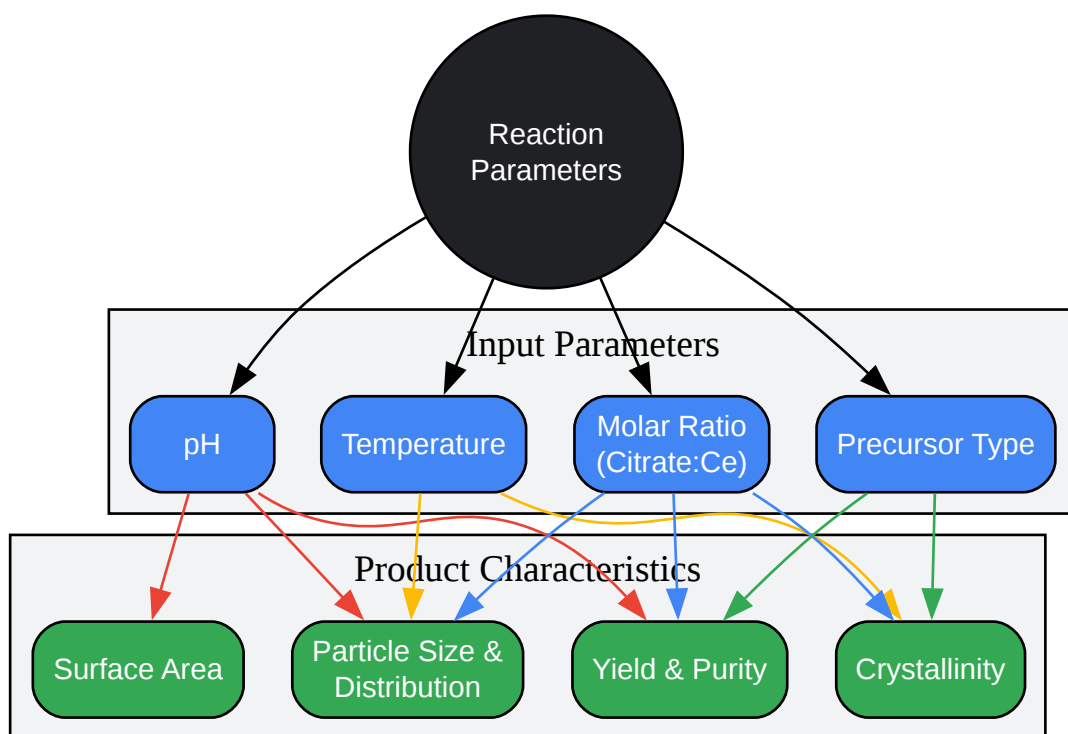 Reaction
Parameters
Input Parameters
pH
Temperature
Molar Ratio
(Citrate:Ce)
Precursor Type
Product Characteristics
Surface Area
Particle Size &
Distribution
Yield & Purity
Crystallinity